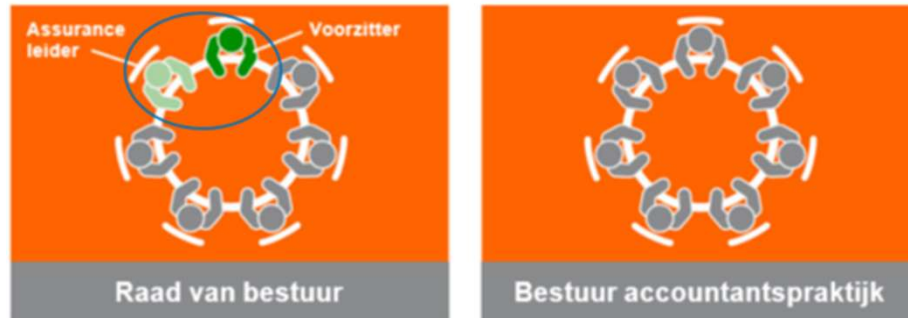 Assurance
leider
Voorzitter
Raad van bestuur
Bestuur accountantspraktijk